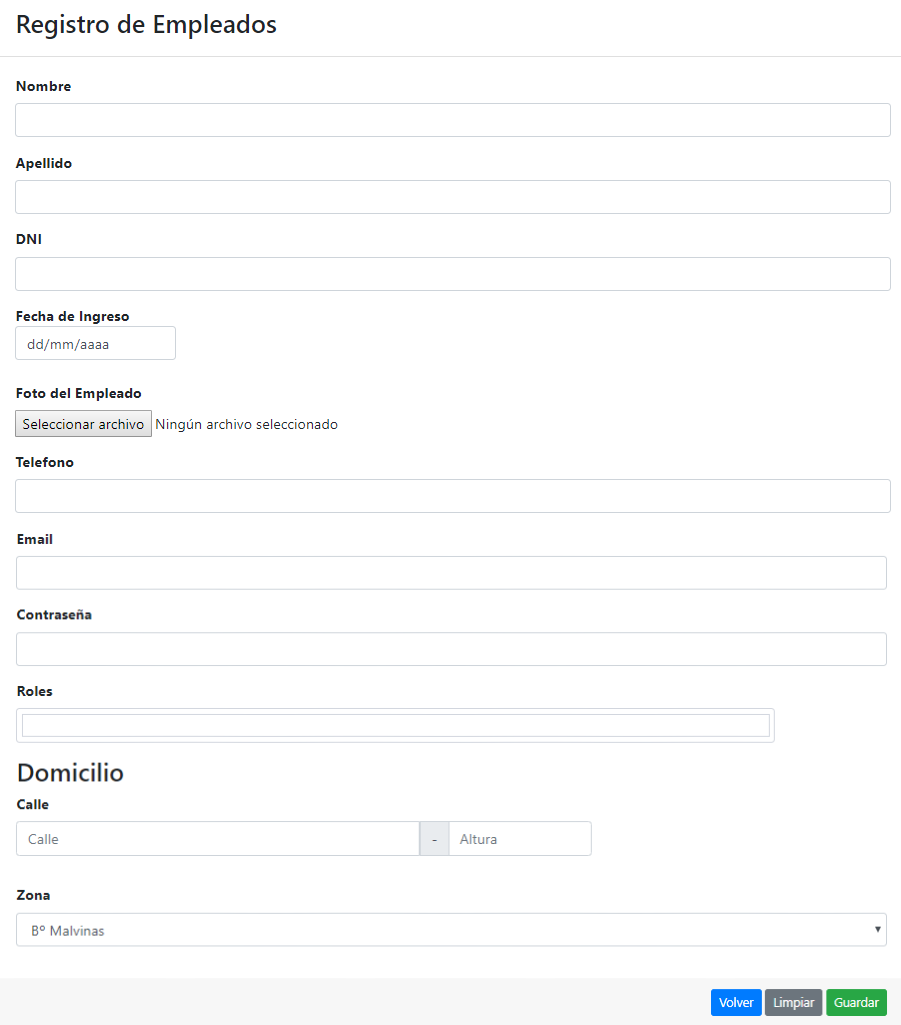 Registro de Empleados
Nombre
Apellido
DNI
Fecha de Ingreso
dd/mm/aaaa
Foto del Empleado
Seleccionar archivo Ningún archivo seleccionado
Telefono
Email
Contraseña
Roles
Domicilio
Calle
Calle - Altura
Zona
Bº Malvinas
Volver Limpiar Guardar